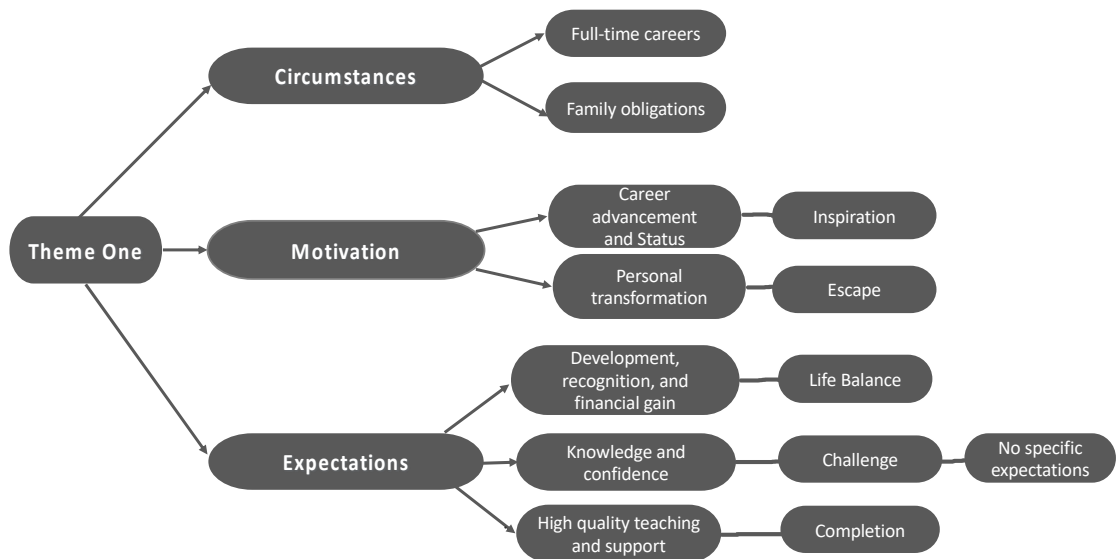 Full-time careers
Circumstances
Family obligations
Career
advancement
and Status
Inspiration
Theme One
Motivation
Personal
transformation
Escape
Development,
recognition, and
financial gain
Life Balance
Expectations
Knowledge and
confidence
Challenge
No specific
expectations
High quality teaching
and support
Completion